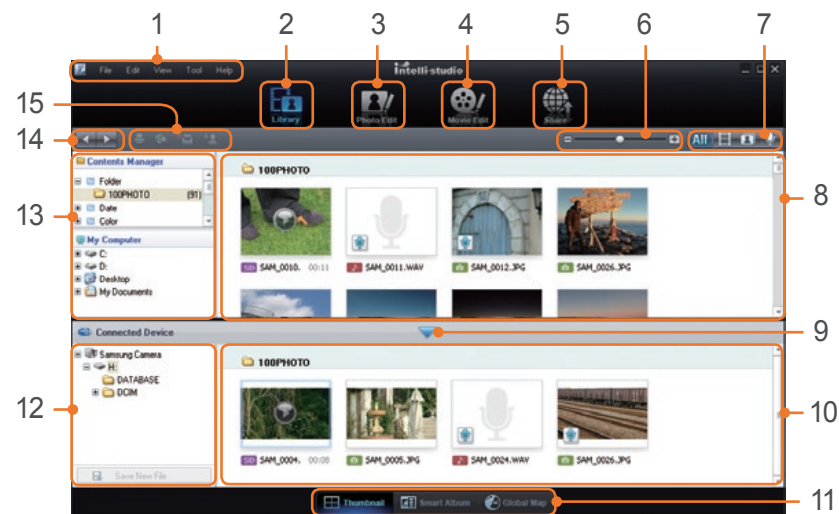 1 2 3 4 5 6 7
File Edit View Tool Help
intelli-studio
Library Photo Edit Movie Edit Share
15
14
All
Contents Manager
Folder
100PHOTO (91)
Date
Color
13
My Computer
C:
D:
Desktop
My Documents
100PHOTO
SAM_0010. 00:11
SAM_0011.WAV
SAM_0012.JPG
SAM_0026.JPG
8
Connected Device
9
Samsung Camera
H:
DATABASE
DCIM
12
Save New File
100PHOTO
SD SAM_0004. 00:08
SAM_0005.JPG
SAM_0024.WAV
SAM_0026.JPG
10
Thumbnail Smart Album Global Map
11